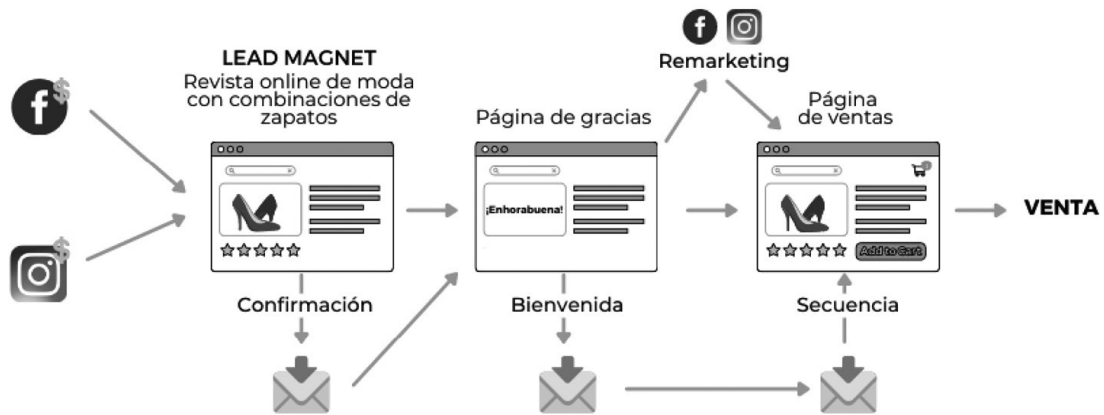 LEAD MAGNET
Revista online de moda
con combinaciones de
zapatos
Página de gracias
Remarketing
Página
de ventas
¡Enhorabuena!
Add to Cart
VENTA
Confirmación
Bienvenida
Secuencia